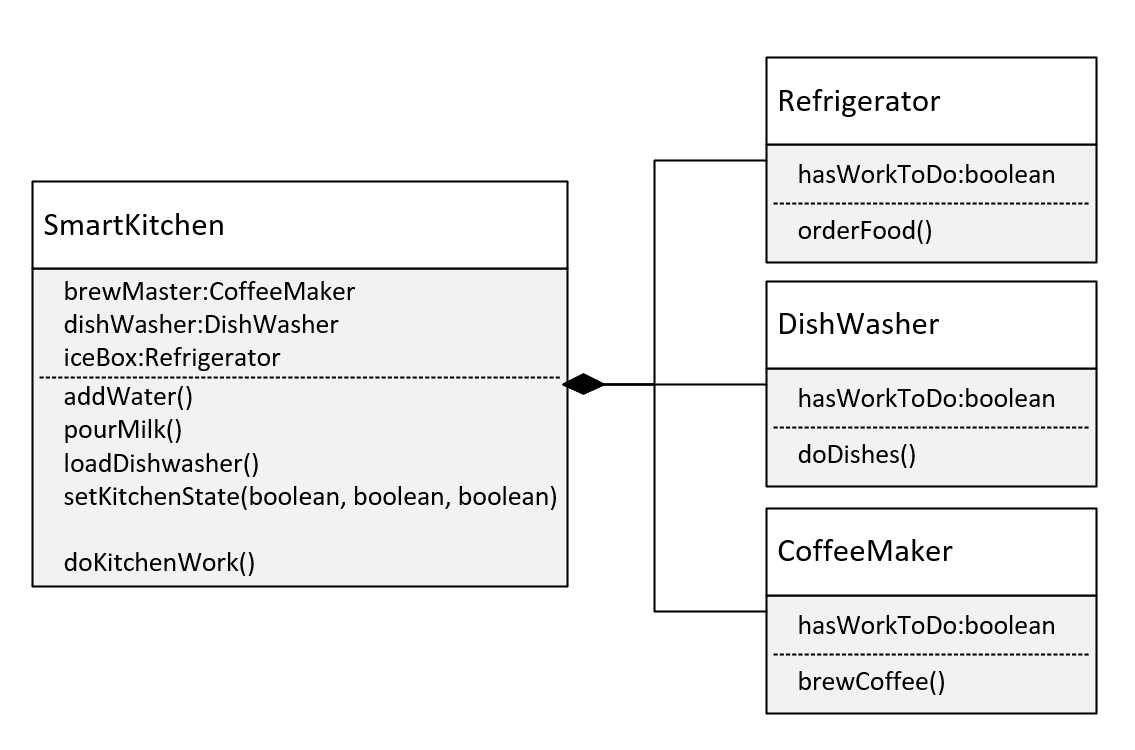 SmartKitchen
brewMaster:CoffeeMaker
dishWasher:DishWasher
iceBox:Refrigerator
addWater()
pourMilk()
loadDishwasher()
setKitchenState(boolean, boolean, boolean)
doKitchenWork()
Refrigerator
hasWorkToDo:boolean
orderFood()
DishWasher
hasWorkToDo:boolean
doDishes()
CoffeeMaker
hasWorkToDo:boolean
brewCoffee()